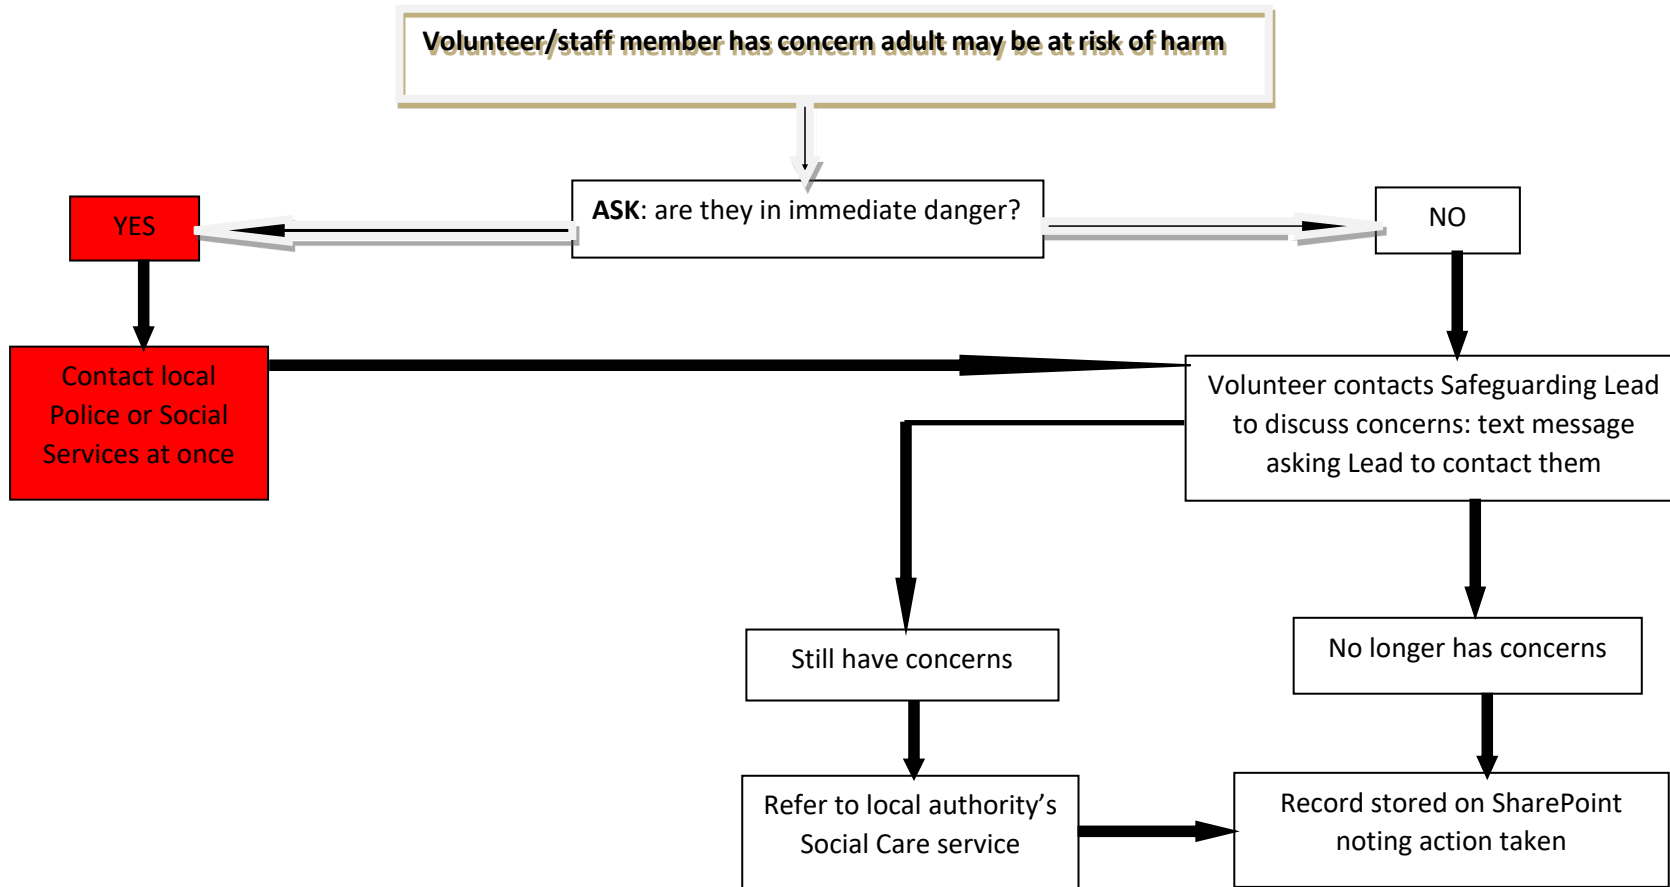 Volunteer/staff member has concern adult may be at risk of harm
YES
ASK: are they in immediate danger?
NO
Contact local
Police or Social
Services at once
Volunteer contacts Safeguarding Lead
to discuss concerns: text message
asking Lead to contact them
Still have concerns
No longer has concerns
Refer to local authority’s
Social Care service
Record stored on SharePoint
noting action taken